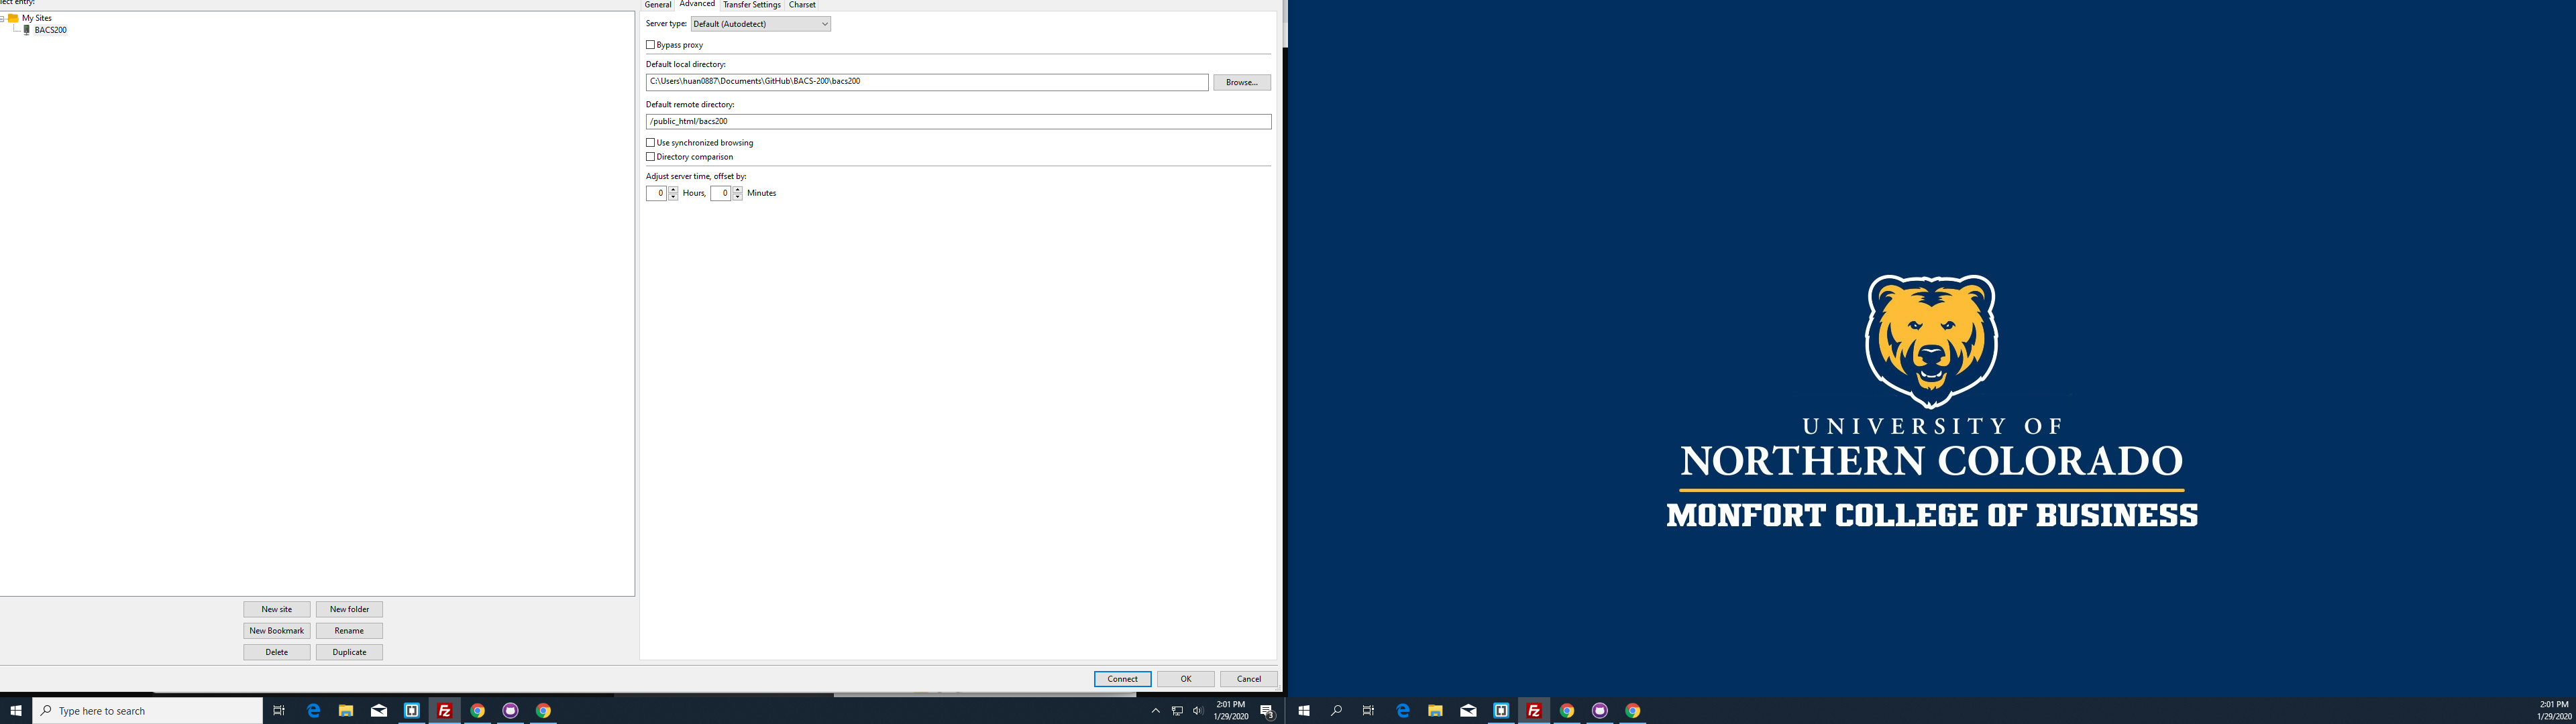 lect entry:
My Sites
BACS200
New site
New folder
New Bookmark
Rename
Delete
Duplicate
General
Advanced
Transfer Settings
Charset
Server type:
Default (Autodetect)
Bypass proxy
Default local directory:
C:\Users\huan0887\Documents\GitHub\BACS-200\bacs200
Browse...
Default remote directory:
/public_html/bacs200
Use synchronized browsing
Directory comparison
Adjust server time, offset by:
0 Hours, 0 Minutes
Connect
OK
Cancel
Type here to search
Fz
2:01 PM
1/29/2020
3
UNIVERSITY OF
NORTHERN COLORADO
MONFORT COLLEGE OF BUSINESS
Fz
2:01 PM
1/29/2020